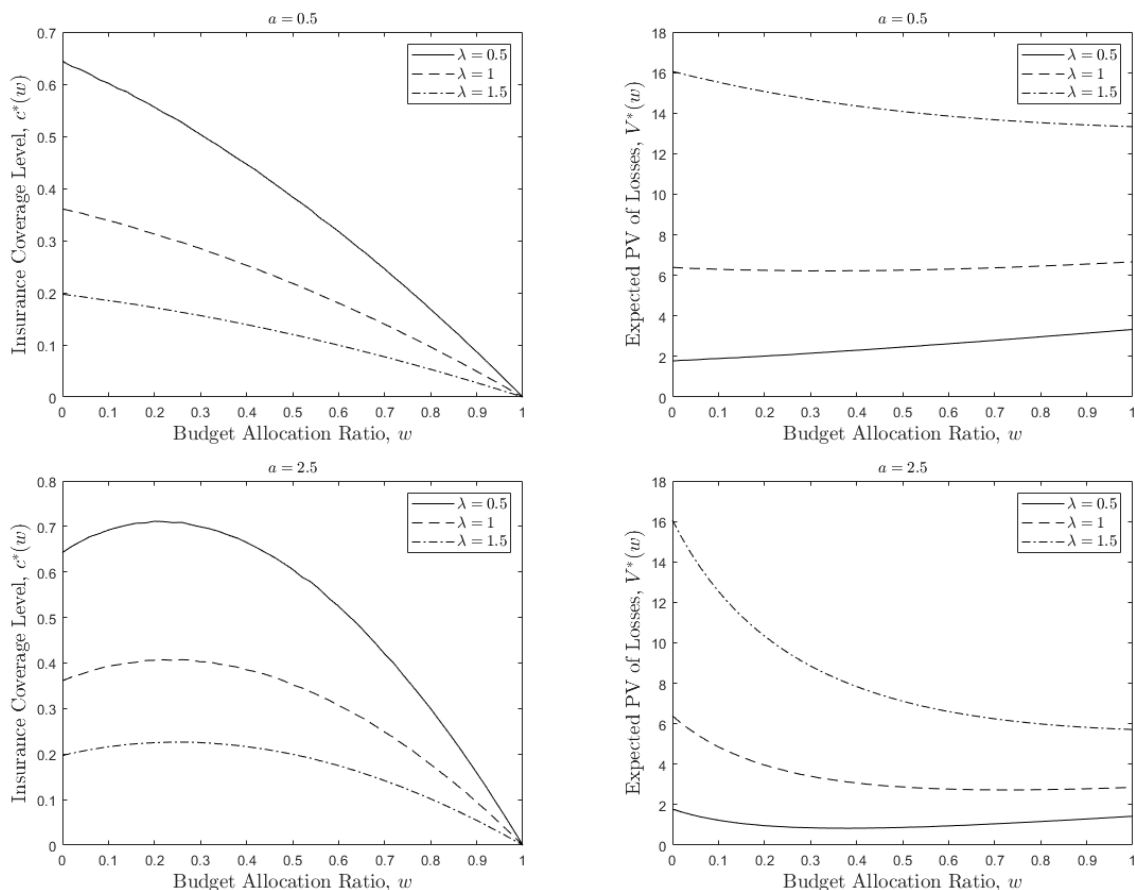 a = 0.5
Insurance Coverage Level, c*(w)
0.7
0.6
0.5
0.4
0.3
0.2
0.1
0
λ = 0.5
λ = 1
λ = 1.5
0 0.1 0.2 0.3 0.4 0.5 0.6 0.7 0.8 0.9 1
Budget Allocation Ratio, w
a = 0.5
Expected PV of Losses, V*(w)
18
16
14
12
10
8
6
4
2
0
λ = 0.5
λ = 1
λ = 1.5
0 0.1 0.2 0.3 0.4 0.5 0.6 0.7 0.8 0.9 1
Budget Allocation Ratio, w
a = 2.5
Insurance Coverage Level, c*(w)
0.8
0.7
0.6
0.5
0.4
0.3
0.2
0.1
0
λ = 0.5
λ = 1
λ = 1.5
0 0.1 0.2 0.3 0.4 0.5 0.6 0.7 0.8 0.9 1
Budget Allocation Ratio, w
a = 2.5
Expected PV of Losses, V*(w)
18
16
14
12
10
8
6
4
2
0
λ = 0.5
λ = 1
λ = 1.5
0 0.1 0.2 0.3 0.4 0.5 0.6 0.7 0.8 0.9 1
Budget Allocation Ratio, w